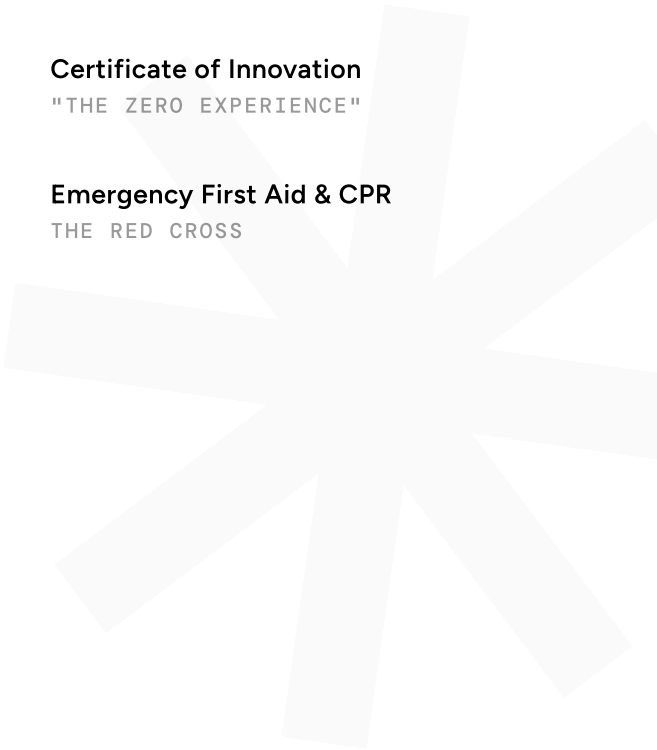 Certificate of Innovation
"THE ZERO EXPERIENCE"
Emergency First Aid & CPR
THE RED CROSS